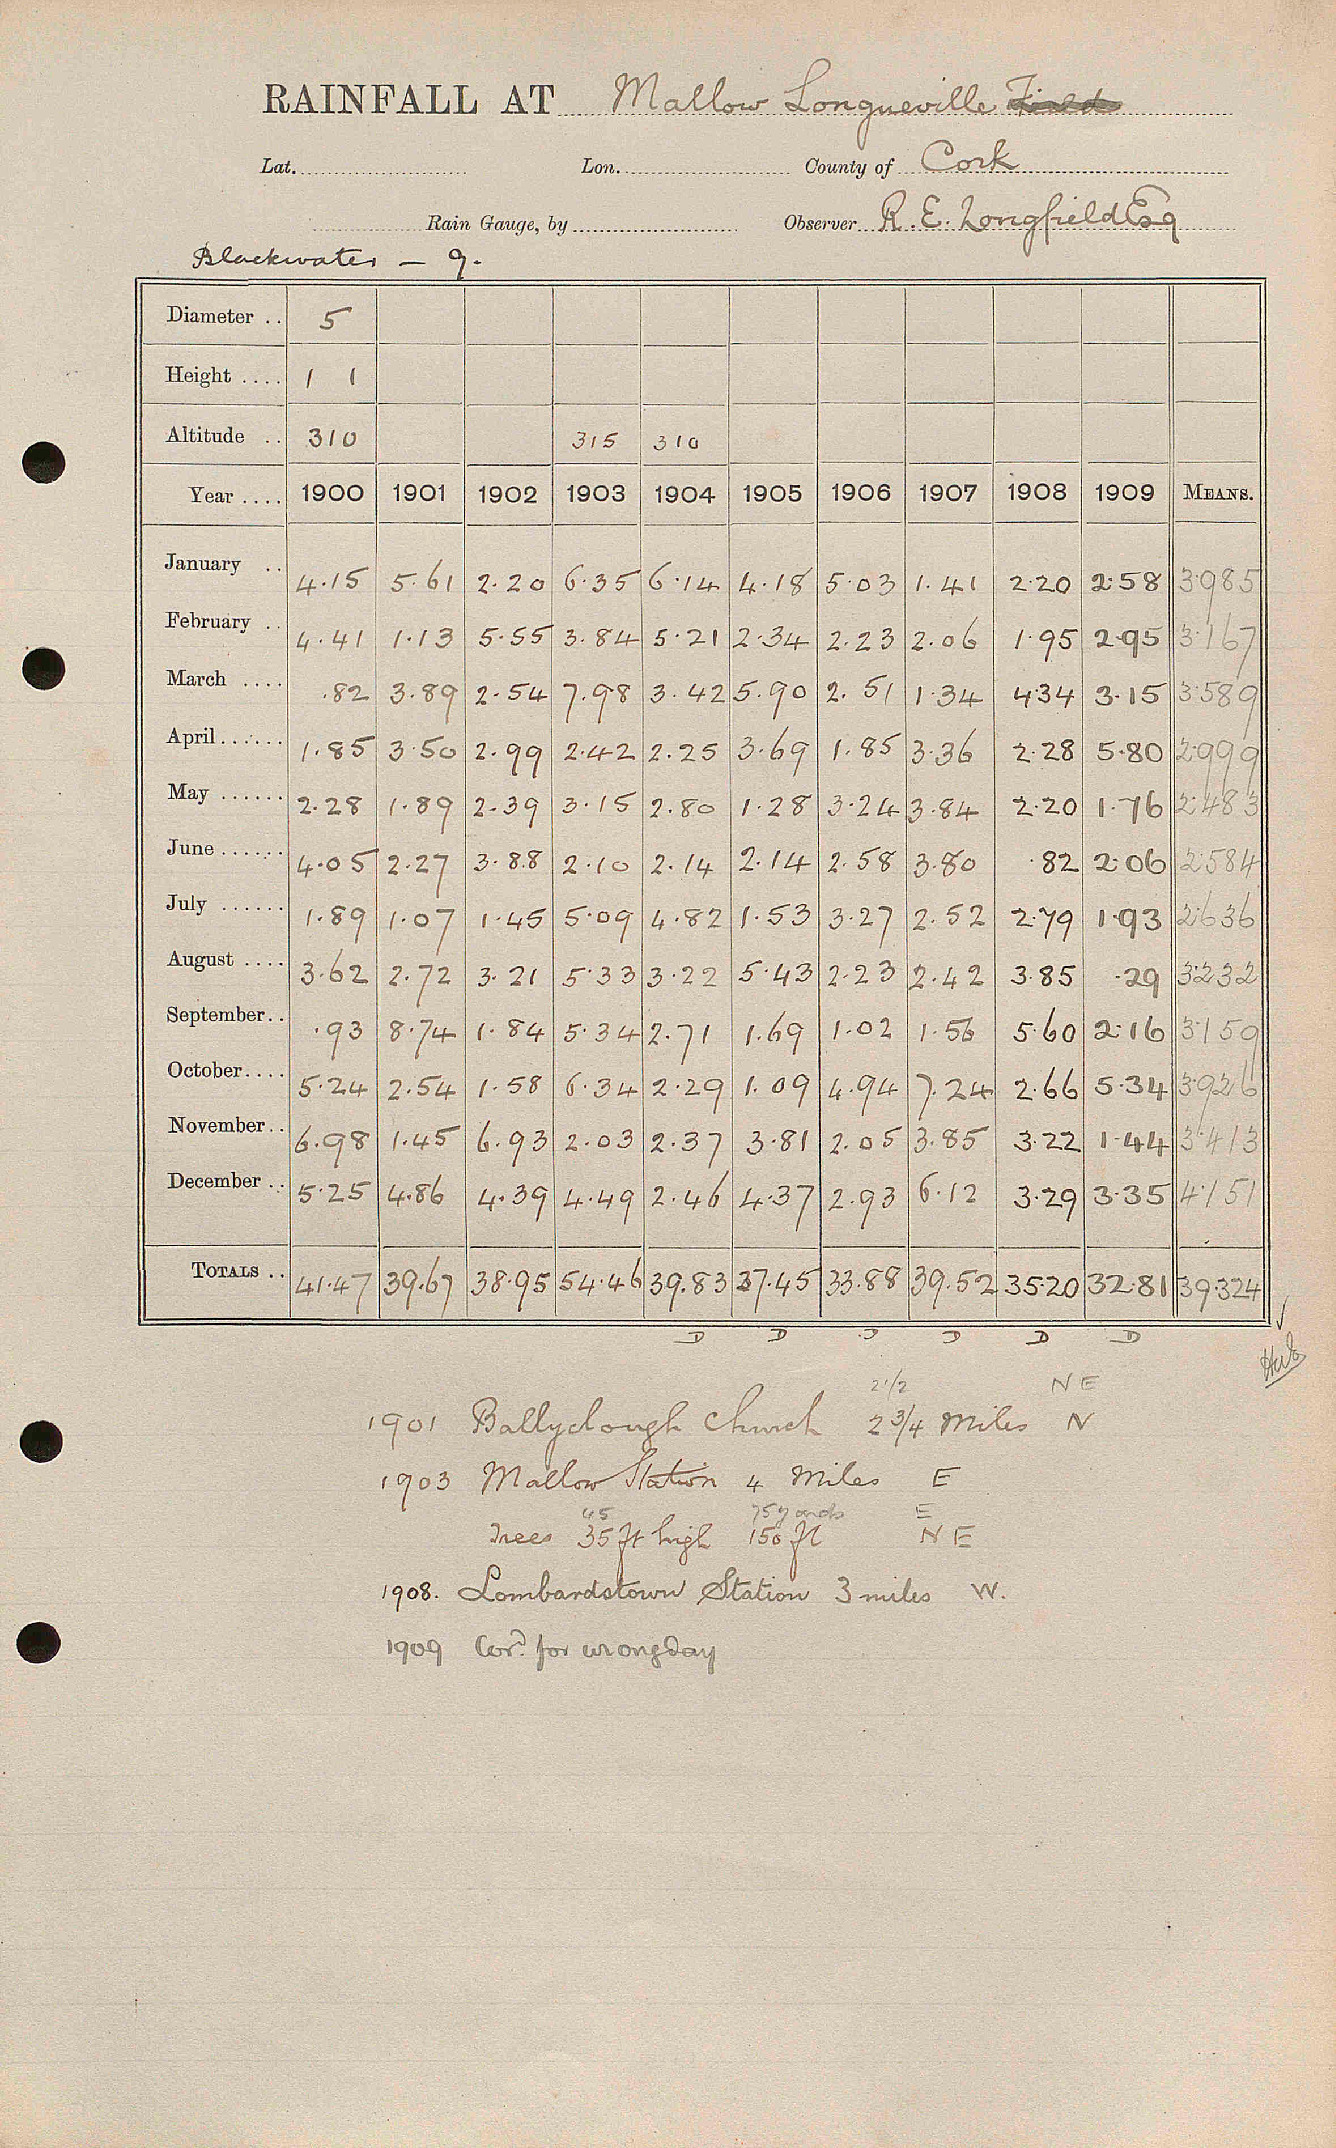 RAINFALL AT Mallow Longueville Field
Lat. Lon. County of Cork
Rain Gauge, by Observer R. E. Longfield Esq
Blackwater – 9.
Diameter .. 5
Height .... 1 1
Altitude .. 310 315 310
Year .... 1900 1901 1902 1903 1904 1905 1906 1907 1908 1909 MEANS.
January .. 4.15 5.61 2.20 6.35 6.14 4.18 5.03 1.41 2.20 2.58 3.985
February .. 4.41 1.13 5.55 3.84 5.21 2.34 2.23 2.06 1.95 2.95 3.167
March .... .82 3.89 2.54 7.98 3.42 5.90 2.51 1.34 4.34 3.15 3.589
April ...... 1.85 3.50 2.99 2.42 2.25 3.69 1.85 3.36 2.28 5.80 2.999
May ...... 2.28 1.89 2.39 3.15 2.80 1.28 3.24 3.84 2.20 1.76 2.483
June ...... 4.05 2.27 3.88 2.10 2.14 2.14 2.58 3.80 .82 2.06 2.584
July ...... 1.89 1.07 1.45 5.09 4.82 1.53 3.27 2.52 2.79 1.93 2.636
August .... 3.62 2.72 3.21 5.33 3.22 5.43 2.23 2.42 3.85 .29 3.232
September .. .93 8.74 1.84 5.34 2.71 1.69 1.02 1.56 5.60 2.16 3.159
October .... 5.24 2.54 1.58 6.34 2.29 1.09 4.94 7.24 2.66 5.34 3.926
November .. 6.98 1.45 6.93 2.03 2.37 3.81 2.05 3.85 3.22 1.44 3.413
December .. 5.25 4.86 4.39 4.49 2.46 4.37 2.93 6.12 3.29 3.35 4.151
TOTALS .. 41.47 39.67 38.95 54.46 39.83 37.45 33.88 39.52 35.20 32.81 39.324
D D D D D D
2 1/2 NE
1901 Ballyclough Church 2 3/4 Miles N
1903 Mallow Station 4 Miles E
45 75 yards E
Trees 35 ft high 150 ft NE
1908. Lombardstown Station 3 miles W.
1909 Cor.d for wrong day